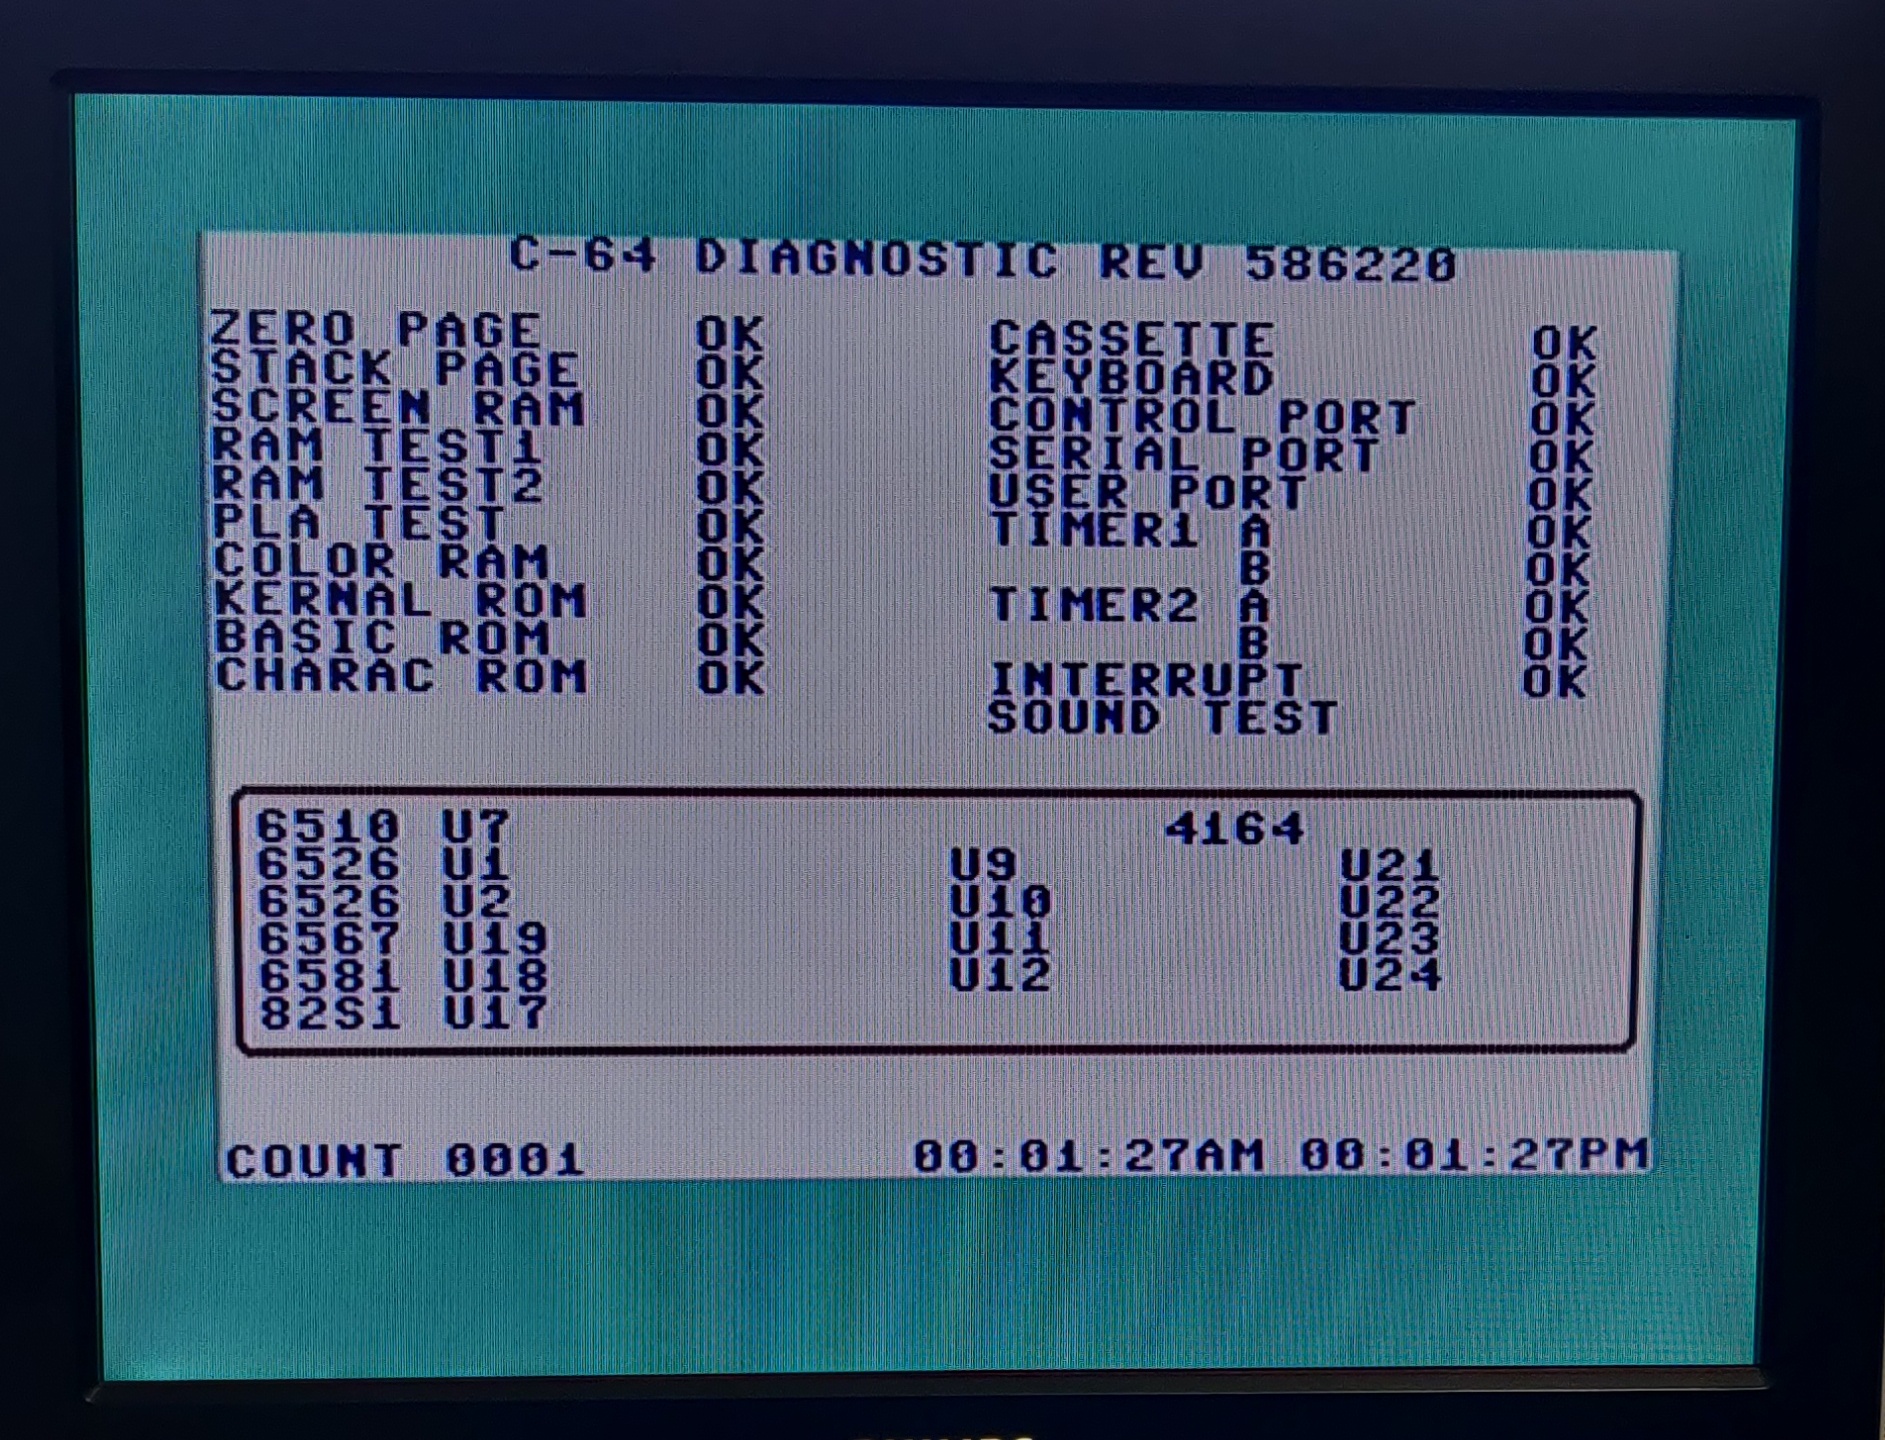 C-64 DIAGNOSTIC REV 586220
ZERO PAGE OK
STACK PAGE OK
SCREEN RAM OK
RAM TEST1 OK
RAM TEST2 OK
PLA TEST OK
COLOR RAM OK
KERNAL ROM OK
BASIC ROM OK
CHARAC ROM OK
CASSETTE OK
KEYBOARD OK
CONTROL PORT OK
SERIAL PORT OK
USER PORT OK
TIMER1 A OK
B OK
TIMER2 A OK
B OK
INTERRUPT OK
SOUND TEST
6510 U7
6526 U1
6526 U2
6567 U19
6581 U18
82S1 U17
4164
U9 U21
U10 U22
U11 U23
U12 U24
COUNT 0001 00:01:27AM 00:01:27PM